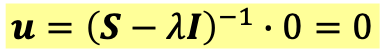 𝒖 = (𝑺 − 𝜆𝑰)⁻¹ ∙ 0 = 0